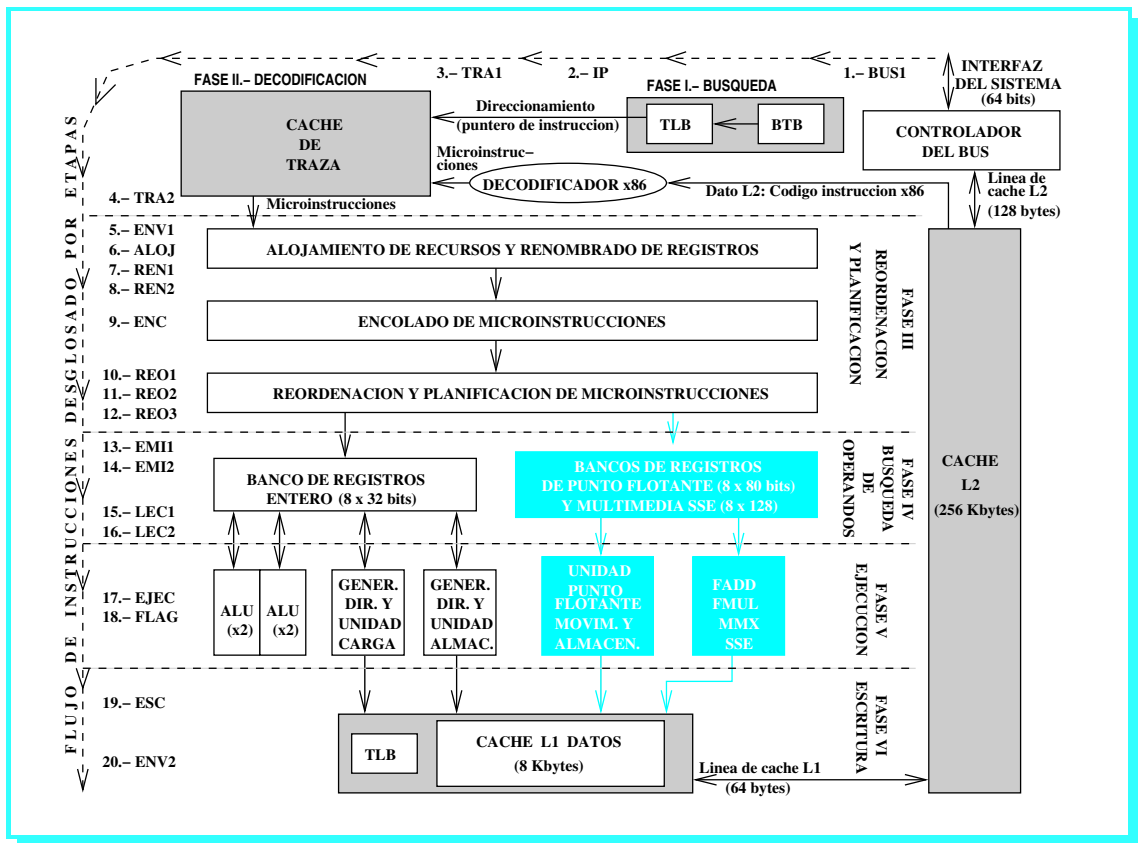 FASE II.– DECODIFICACION
3.– TRA1
2.– IP
1.– BUS1
INTERFAZ
DEL SISTEMA
(64 bits)
FASE I.– BUSQUEDA
CACHE
DE
TRAZA
Direccionamiento
(puntero de instruccion)
TLB
BTB
CONTROLADOR
DEL BUS
Microinstruc–
ciones
DECODIFICADOR x86
Dato L2: Codigo instruccion x86
Linea de
cache L2
(128 bytes)
4.– TRA2
Microinstrucciones
5.– ENV1
6.– ALOJ
7.– REN1
8.– REN2
ALOJAMIENTO DE RECURSOS Y RENOMBRADO DE REGISTROS
9.– ENC
ENCOLADO DE MICROINSTRUCCIONES
10.– REO1
11.– REO2
12.– REO3
REORDENACION Y PLANIFICACION DE MICROINSTRUCCIONES
FASE III
REORDENACION
Y PLANIFICACION
13.– EMI1
14.– EMI2
15.– LEC1
16.– LEC2
BANCO DE REGISTROS
ENTERO (8 x 32 bits)
BANCOS DE REGISTROS
DE PUNTO FLOTANTE (8 x 80 bits)
Y MULTIMEDIA SSE (8 x 128)
FASE IV
BUSQUEDA
DE
OPERANDOS
CACHE
L2
(256 Kbytes)
17.– EJEC
18.– FLAG
ALU
(x2)
ALU
(x2)
GENER.
DIR. Y
UNIDAD
CARGA
GENER.
DIR. Y
UNIDAD
ALMAC.
UNIDAD
PUNTO
FLOTANTE
MOVIM. Y
ALMACEN.
FADD
FMUL
MMX
SSE
FASE V
EJECUCION
19.– ESC
20.– ENV2
TLB
CACHE L1 DATOS
(8 Kbytes)
Linea de cache L1
(64 bytes)
FASE VI
ESCRITURA
FLUJO DE INSTRUCCIONES DESGLOSADO POR ETAPAS